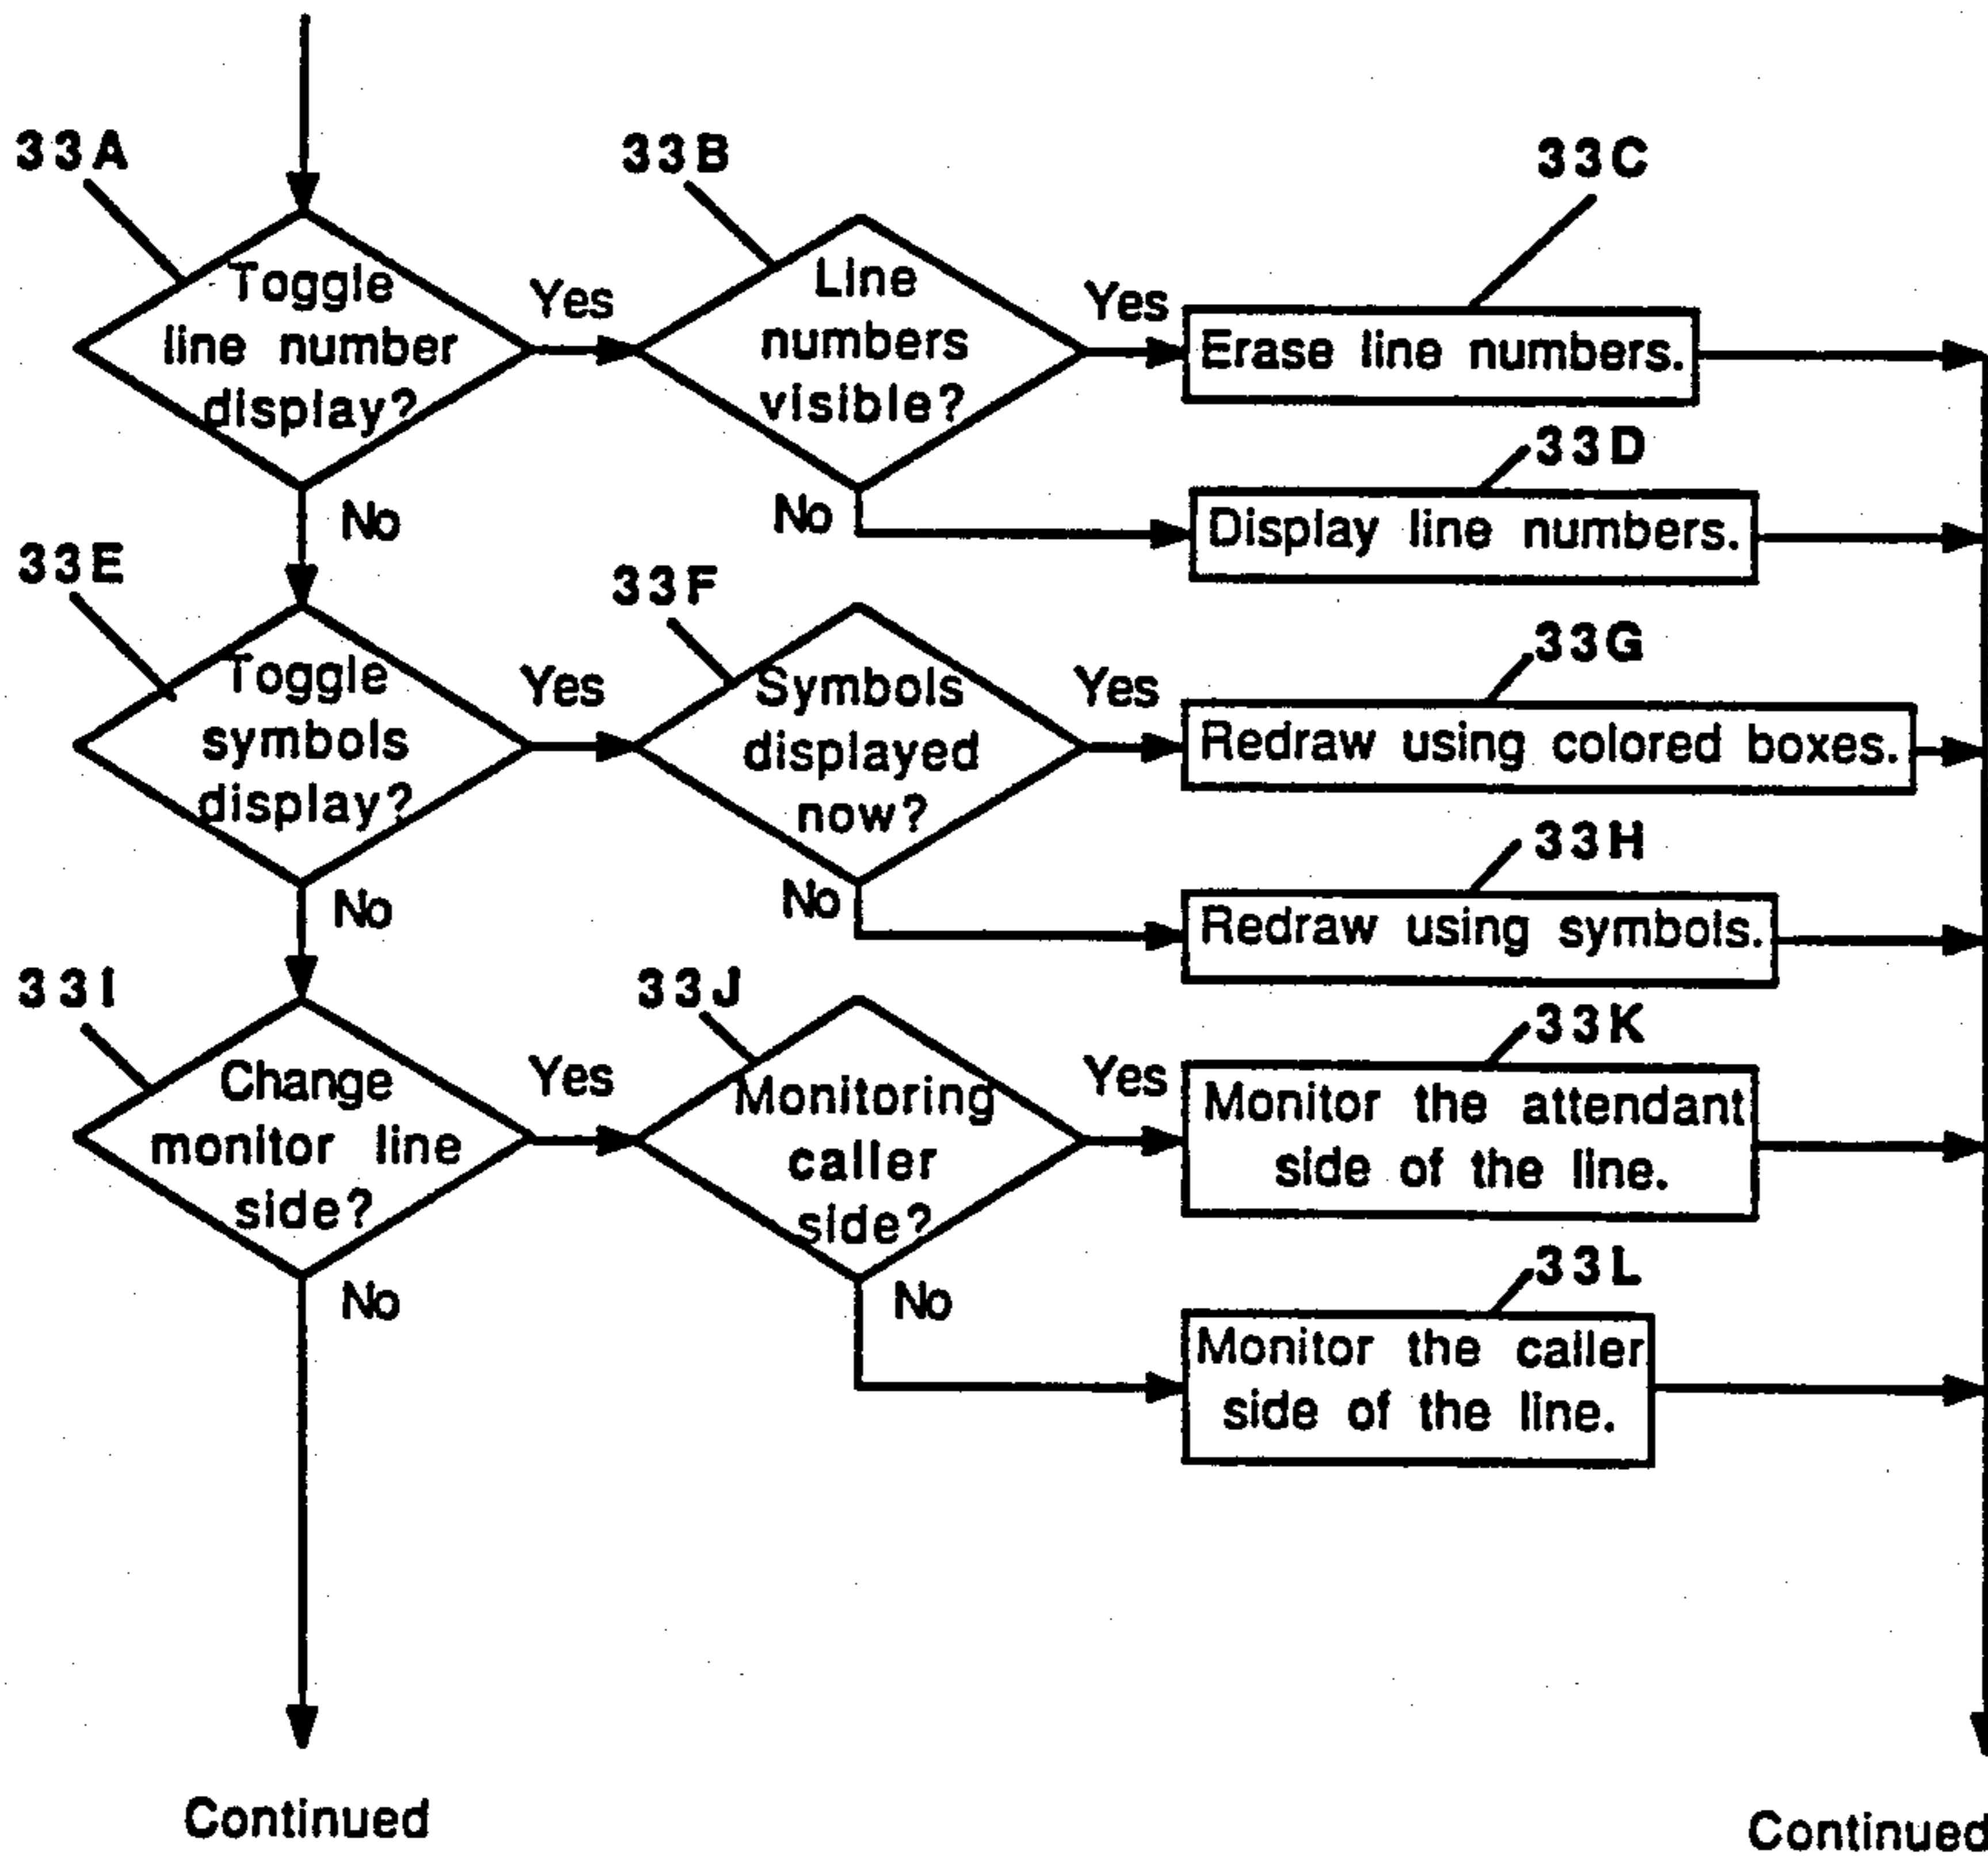 33A
33B
33C
Toggle
line number
display?
Yes
Line
numbers
visible?
Yes
Erase line numbers.
No
No
33D
Display line numbers.
33E
33F
Toggle
symbols
display?
Yes
Symbols
displayed
now?
Yes
33G
Redraw using colored boxes.
No
No
33H
Redraw using symbols.
33I
33J
Change
monitor line
side?
Yes
Monitoring
caller
side?
Yes
33K
Monitor the attendant
side of the line.
No
No
33L
Monitor the caller
side of the line.
Continued
Continued